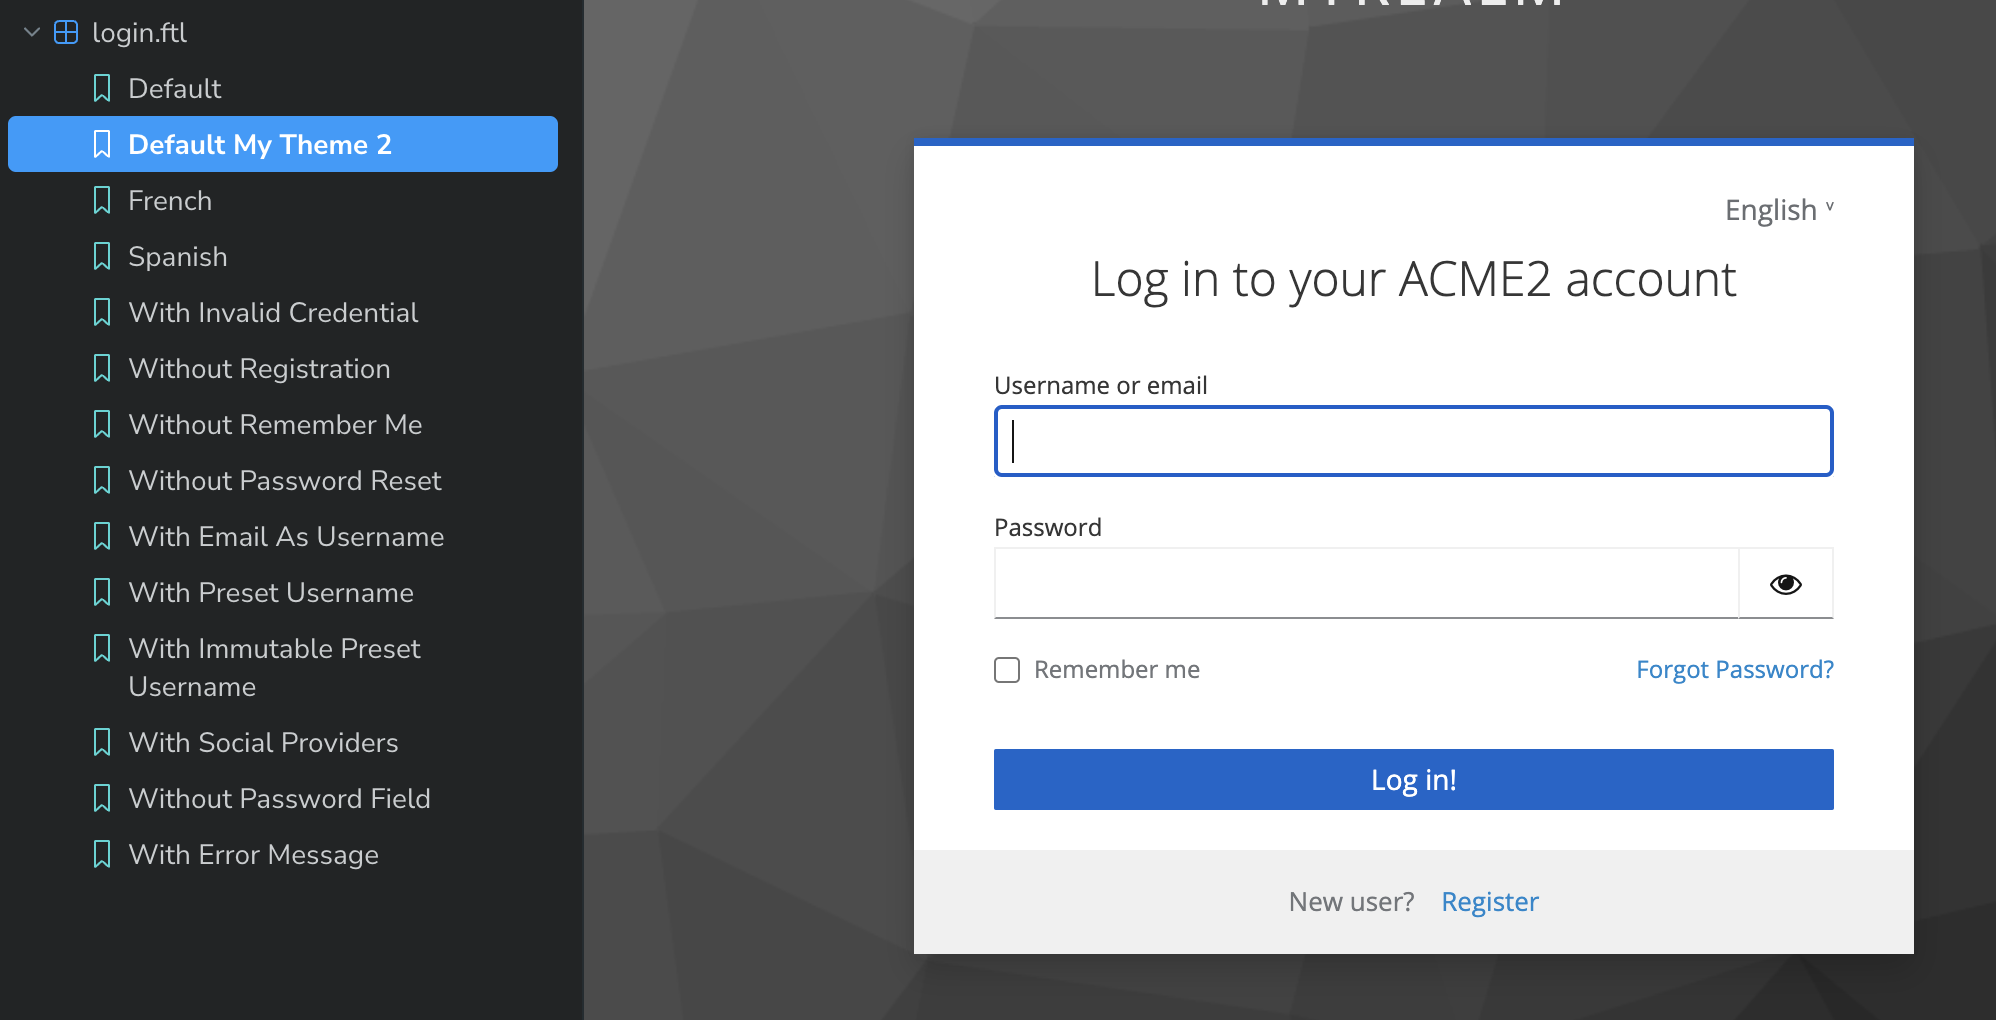 login.ftl
Default
Default My Theme 2
French
Spanish
With Invalid Credential
Without Registration
Without Remember Me
Without Password Reset
With Email As Username
With Preset Username
With Immutable Preset
Username
With Social Providers
Without Password Field
With Error Message
English
Log in to your ACME2 account
Username or email
Password
Remember me
Forgot Password?
Log in!
New user? Register